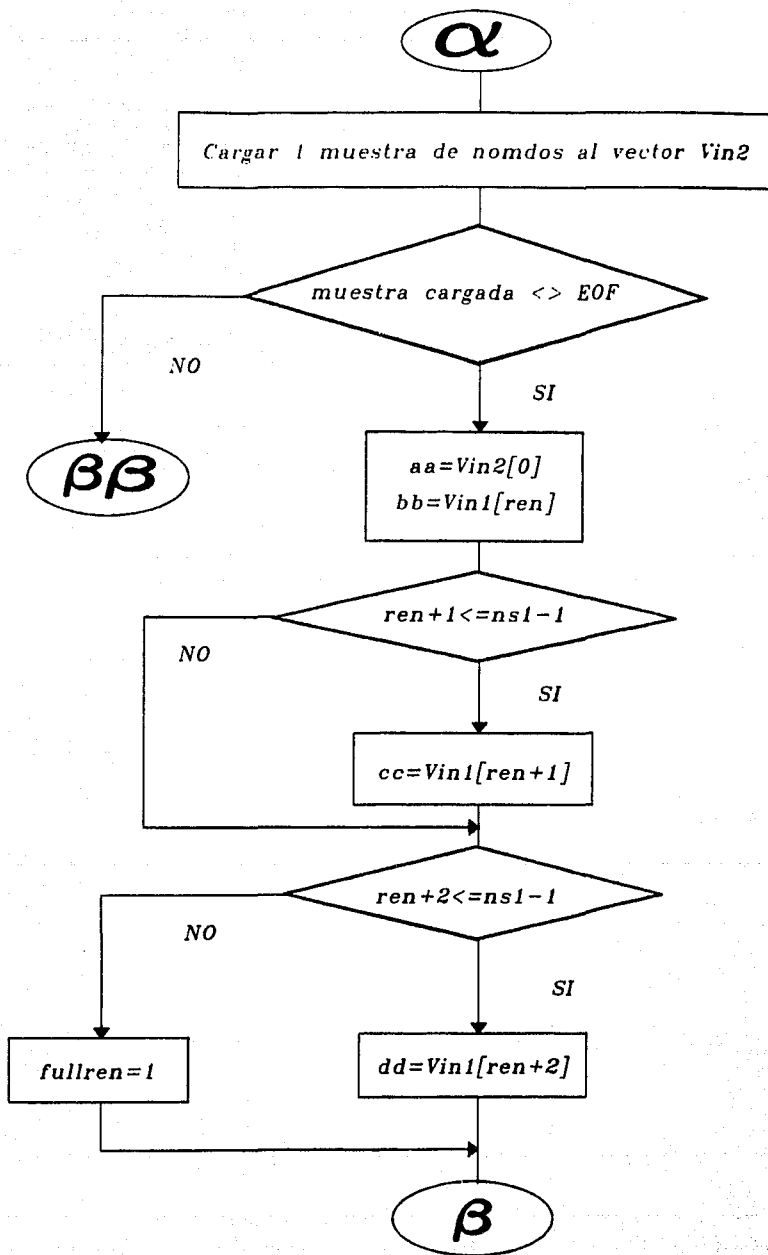 α
Cargar 1 muestra de nomdos al vector Vin2
muestra cargada <> EOF
NO
SI
ββ
aa=Vin2[0]
bb=Vin1[ren]
ren+1<=ns1-1
NO
SI
cc=Vin1[ren+1]
ren+2<=ns1-1
NO
SI
fullren=1
dd=Vin1[ren+2]
β